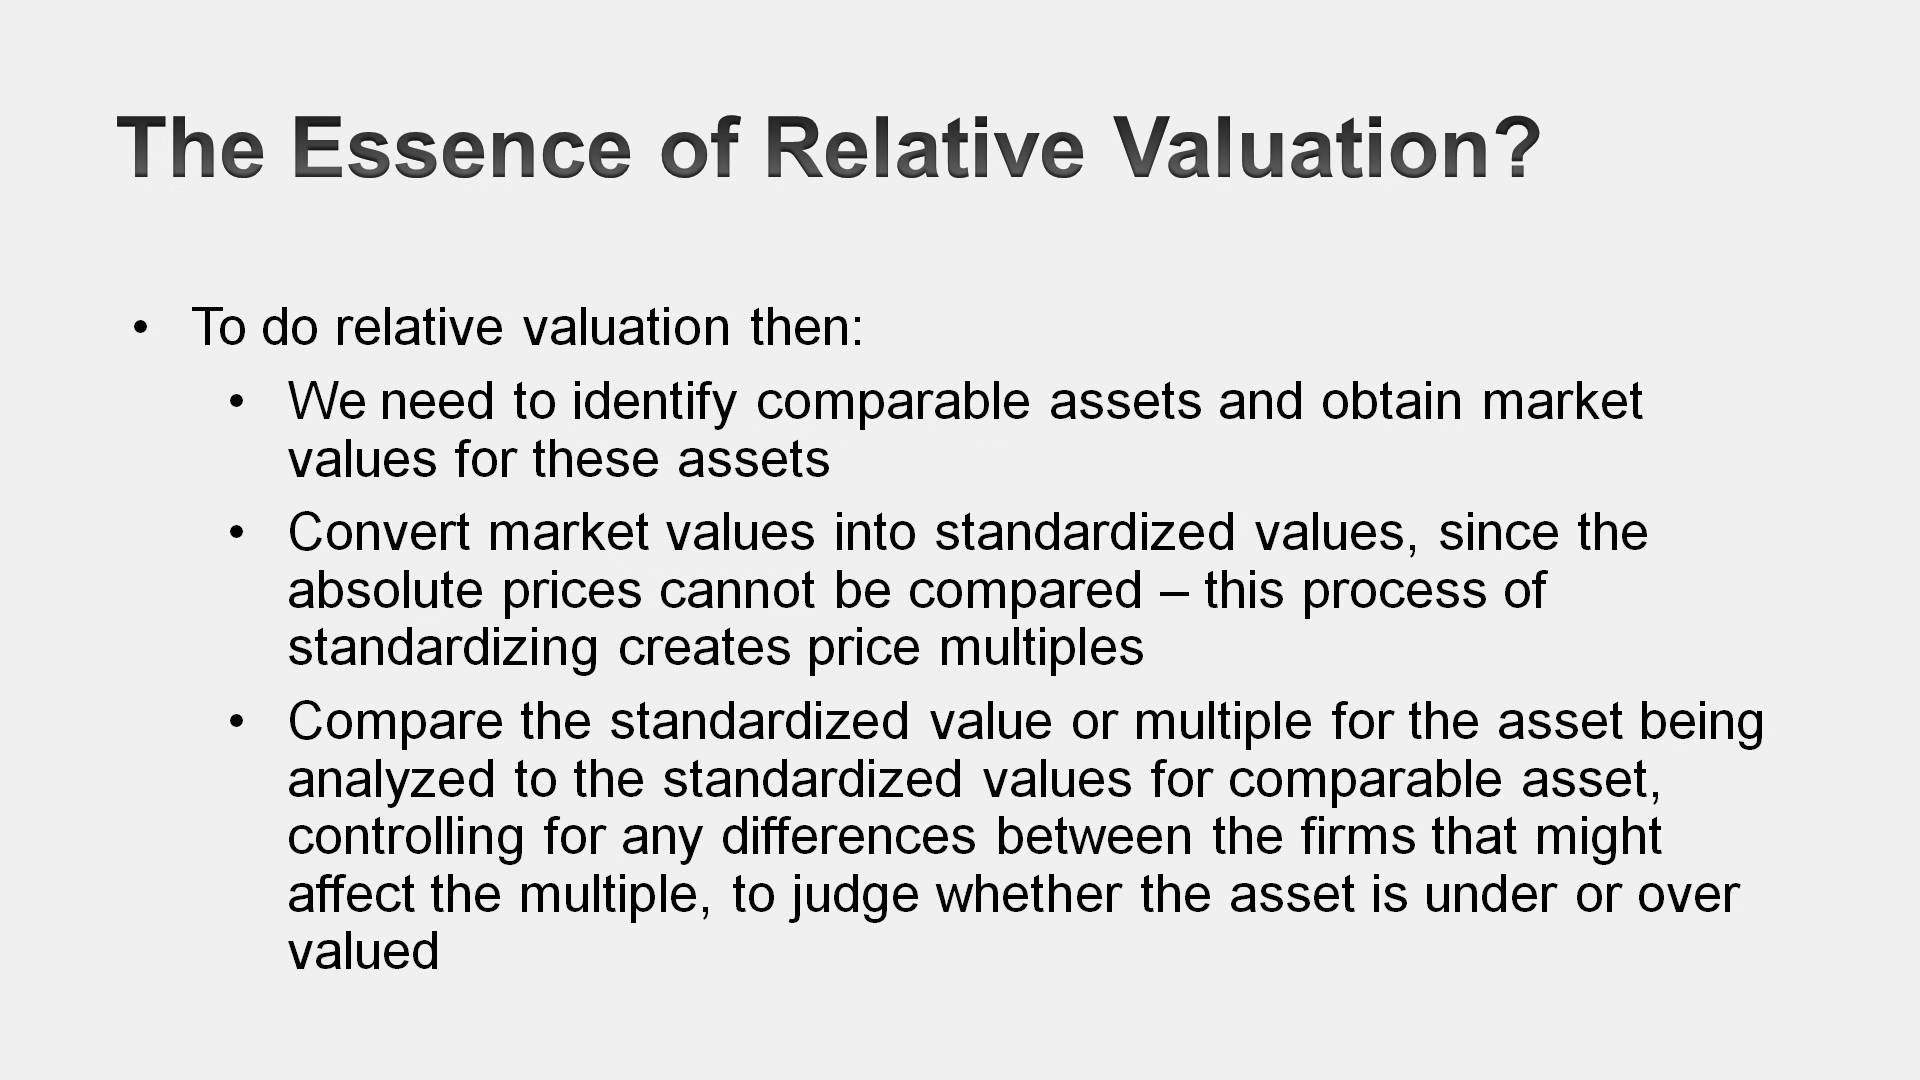 The Essence of Relative Valuation?
• To do relative valuation then:
• We need to identify comparable assets and obtain market
values for these assets
• Convert market values into standardized values, since the
absolute prices cannot be compared – this process of
standardizing creates price multiples
• Compare the standardized value or multiple for the asset being
analyzed to the standardized values for comparable asset,
controlling for any differences between the firms that might
affect the multiple, to judge whether the asset is under or over
valued